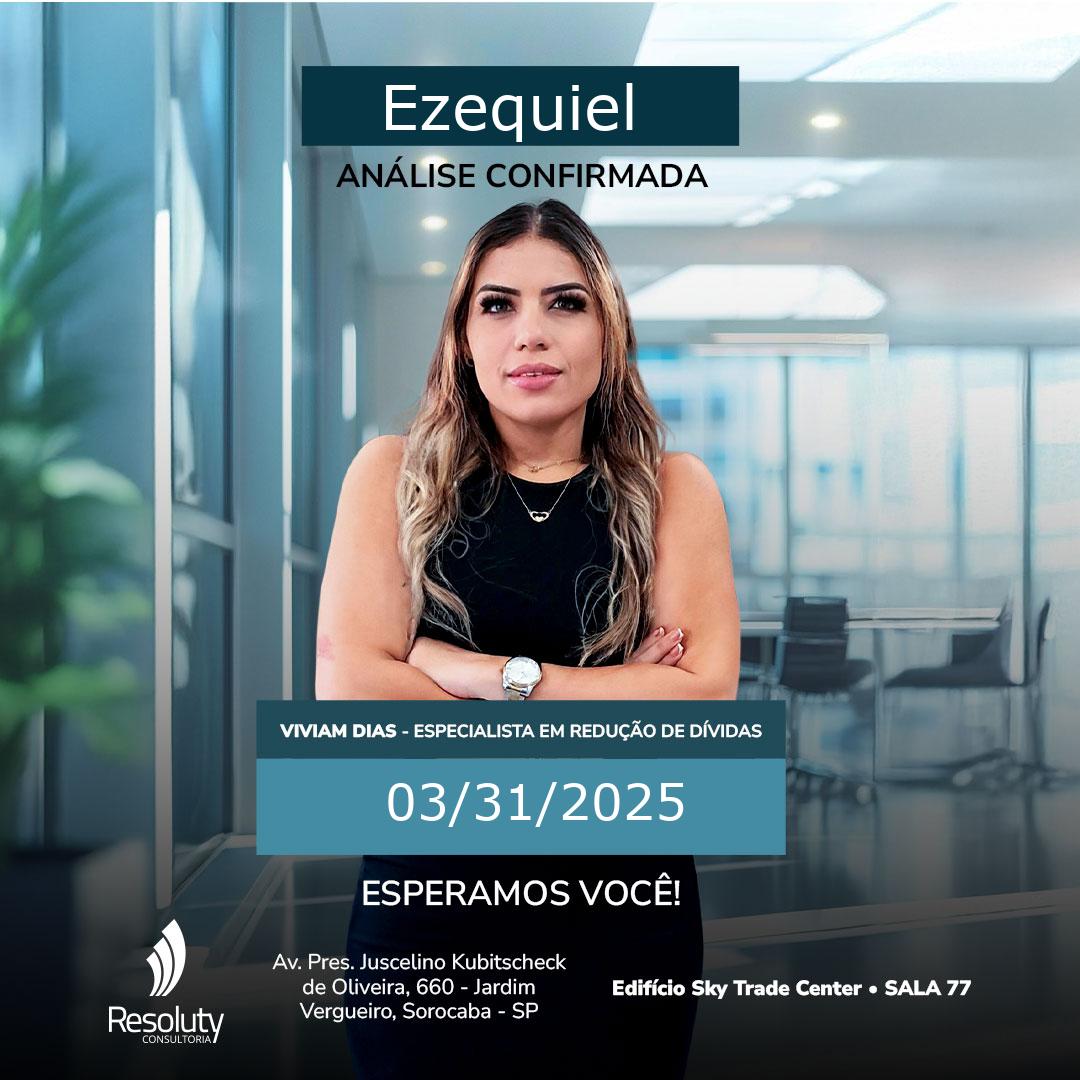 Ezequiel
ANÁLISE CONFIRMADA
VIVIAM DIAS - ESPECIALISTA EM REDUÇÃO DE DÍVIDAS
03/31/2025
ESPERAMOS VOCÊ!
Av. Pres. Juscelino Kubitscheck
de Oliveira, 660 - Jardim
Vergueiro, Sorocaba - SP
Edifício Sky Trade Center • SALA 77
Resoluty
CONSULTORIA